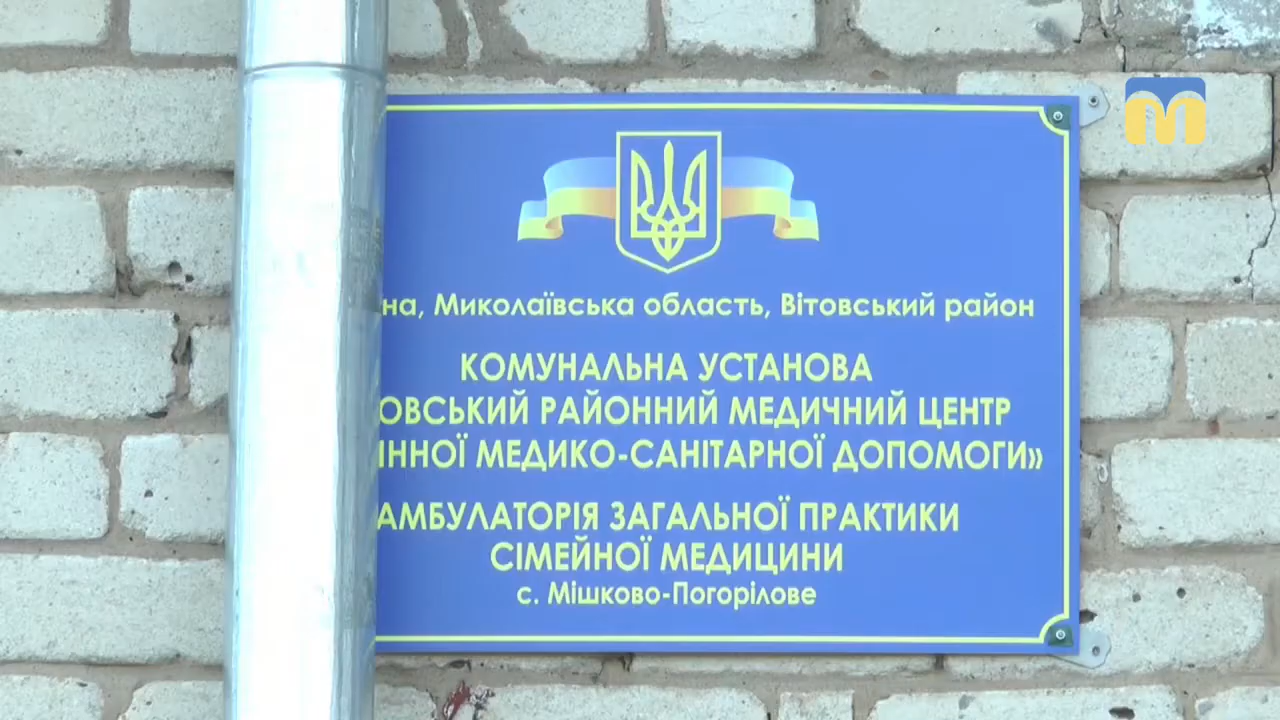 на, Миколаївська область, Вітовський район
КОМУНАЛЬНА УСТАНОВА
ОВСЬКИЙ РАЙОННИЙ МЕДИЧНИЙ ЦЕНТР
ИННОЇ МЕДИКО-САНІТАРНОЇ ДОПОМОГИ»
АМБУЛАТОРІЯ ЗАГАЛЬНОЇ ПРАКТИКИ
СІМЕЙНОЇ МЕДИЦИНИ
с. Мішково-Погорілове